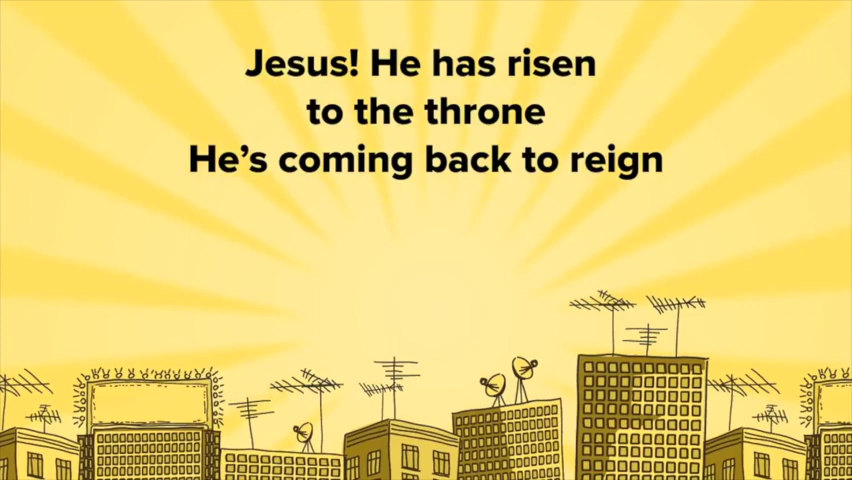 Jesus! He has risen
to the throne
He’s coming back to reign